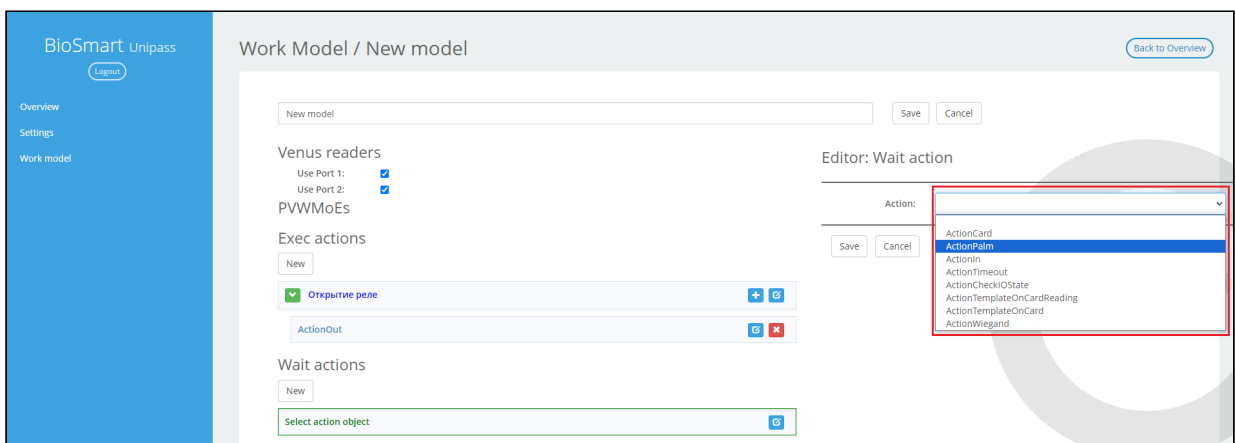 BioSmart Unipass
Logout
Overview
Settings
Work model
Work Model / New model
Back to Overview
New model
Save
Cancel
Venus readers
Use Port 1:
Use Port 2:
PVWMoEs
Exec actions
New
Открытие реле
ActionOut
Wait actions
New
Select action object
Editor: Wait action
Action:
ActionCard
ActionPalm
ActionIn
ActionTimeout
ActionCheckIOState
ActionTemplateOnCardReading
ActionTemplateOnCard
ActionWiegand
Save
Cancel